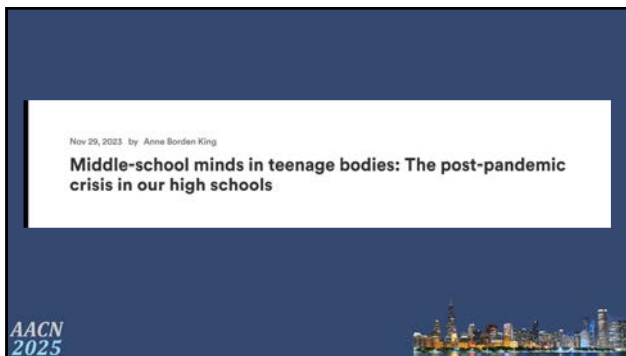 Nov 29, 2023 by Anne Borden King
Middle-school minds in teenage bodies: The post-pandemic
crisis in our high schools
AACN
2025